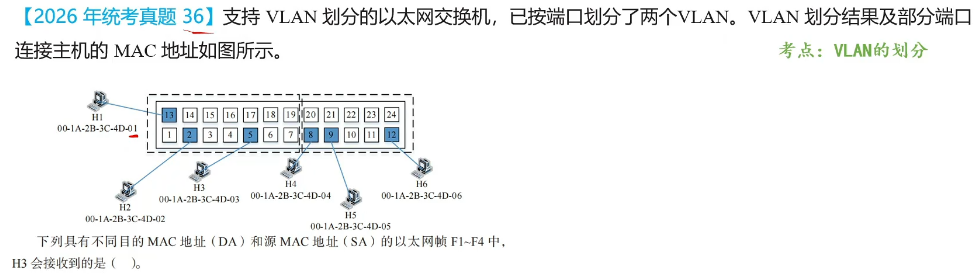 【2026 年统考真题 36】支持 VLAN 划分的以太网交换机，已按端口划分了两个VLAN。VLAN 划分结果及部分端口
连接主机的 MAC 地址如图所示。
考点：VLAN的划分
H1
00-1A-2B-3C-4D-01
13 14 15 16 17 18 19 20 21 22 23 24
1 2 3 4 5 6 7 8 9 10 11 12
H3
00-1A-2B-3C-4D-03
H4
00-1A-2B-3C-4D-04
H6
00-1A-2B-3C-4D-06
H2
00-1A-2B-3C-4D-02
H5
00-1A-2B-3C-4D-05
下列具有不同目的 MAC 地址（DA）和源 MAC 地址（SA）的以太网帧 F1~F4 中，
H3 会接收到的是（ ）。